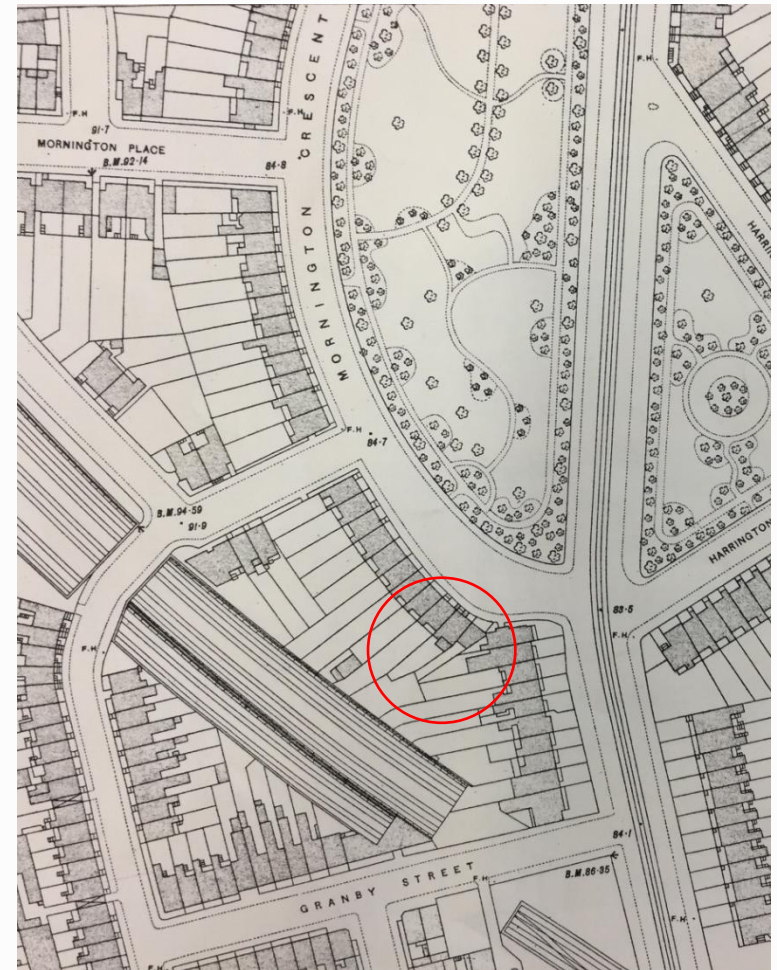 F.H
F.H
F.H
91·7
MORNINGTON PLACE
B.M.92·14
84·8
MORNINGTON CRESCENT
F.H
84·7
B.M.94·59
91·9
HARRINGTON
83·5
F.H
F.H
84·1
B.M.86·35
GRANBY STREET
F.H
F.H
F.H